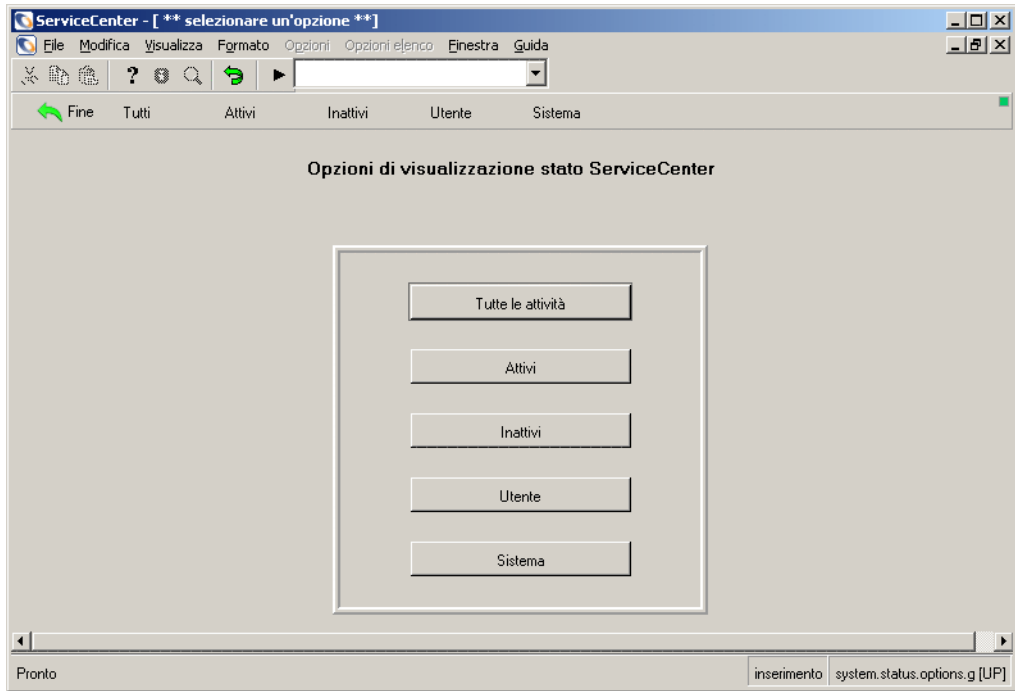 ServiceCenter - [ ** selezionare un'opzione **]
File Modifica Visualizza Formato Opzioni Opzioni elenco Finestra Guida
Fine Tutti Attivi Inattivi Utente Sistema
Opzioni di visualizzazione stato ServiceCenter
Tutte le attività
Attivi
Inattivi
Utente
Sistema
Pronto inserimento system.status.options.g [UP]